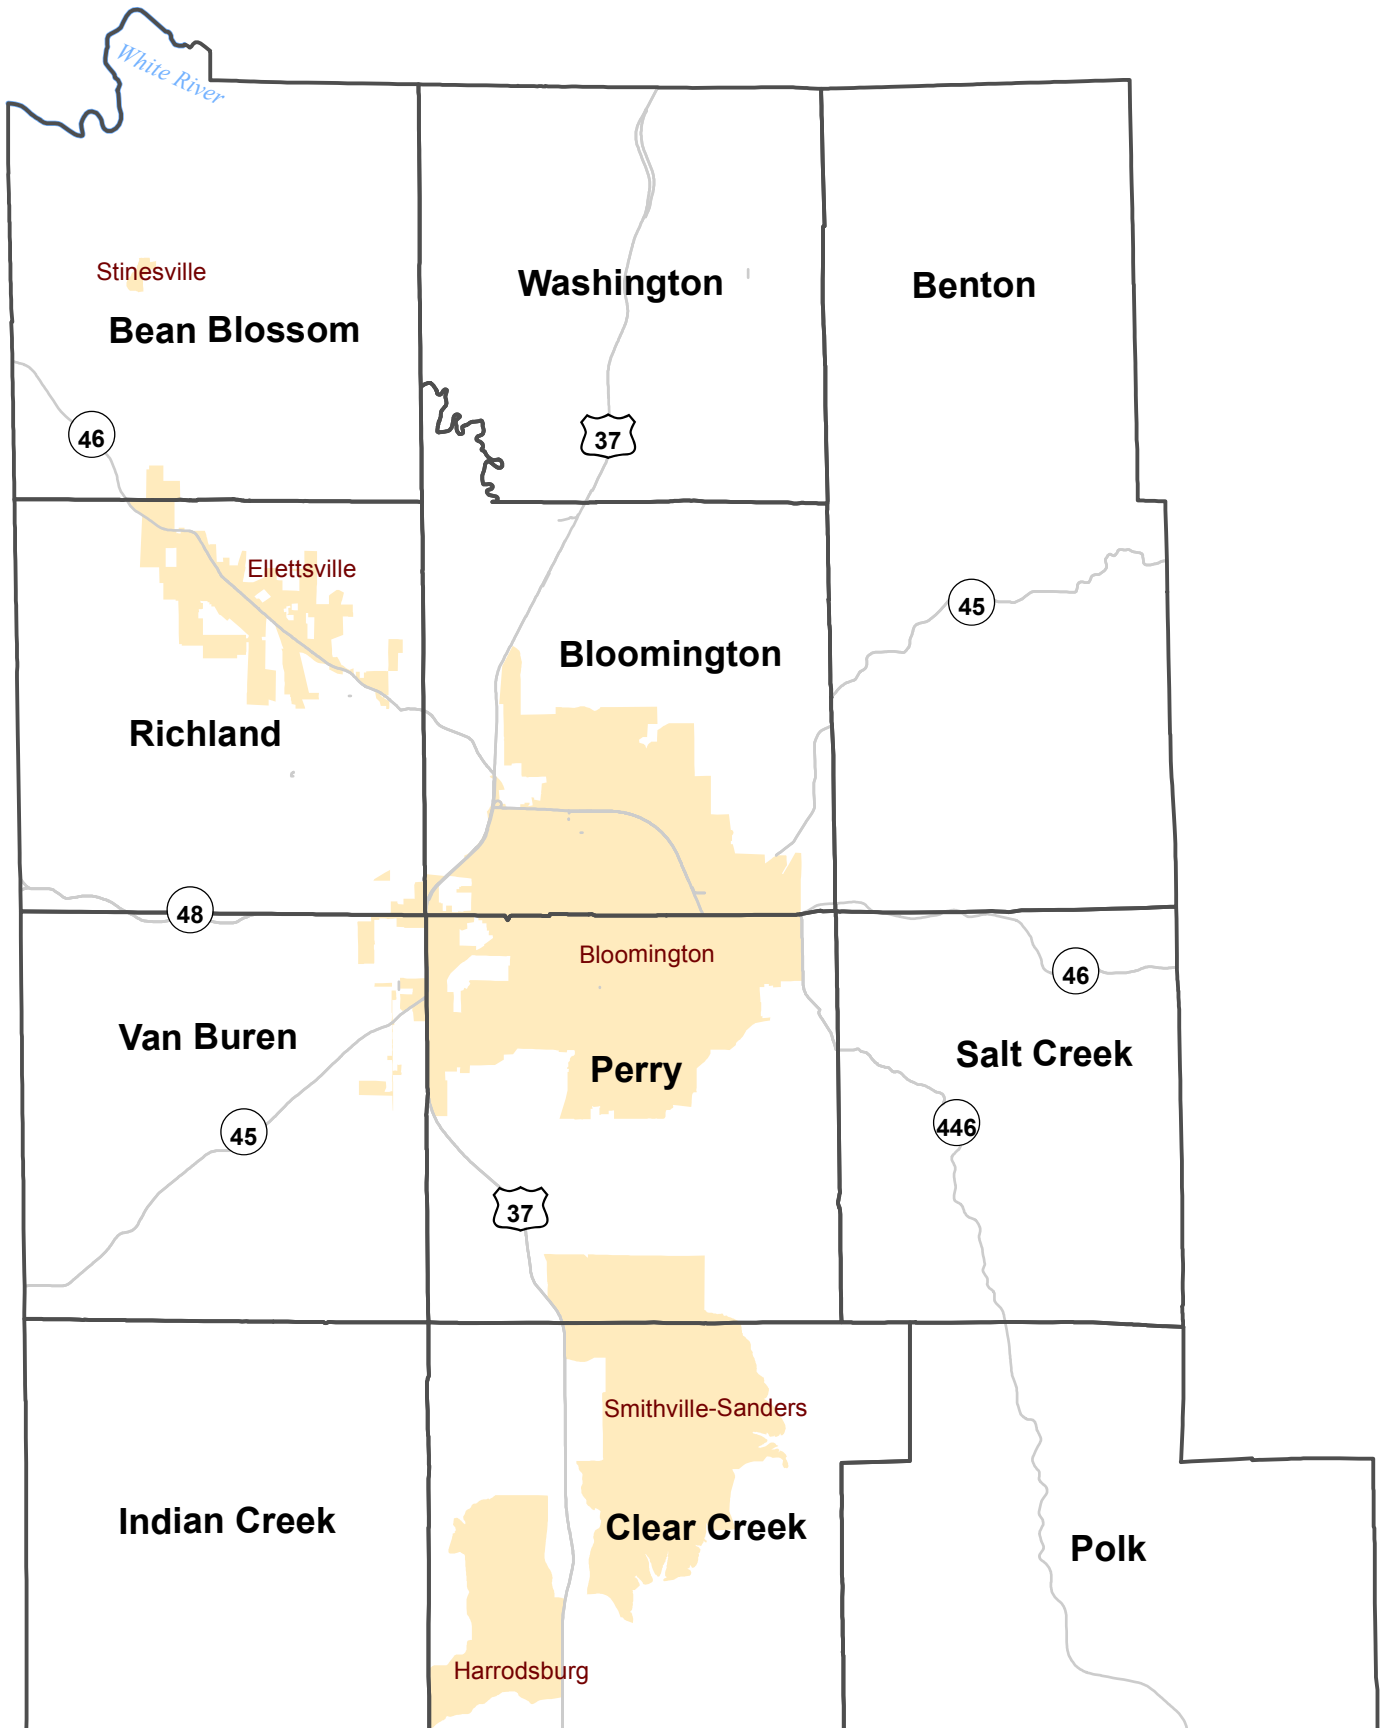 White River
Stinesville
Washington
Benton
Bean Blossom
46
37
Ellettsville
45
Bloomington
Richland
48
Bloomington
46
Van Buren
Salt Creek
Perry
446
45
37
Smithville-Sanders
Indian Creek
Clear Creek
Polk
Harrodsburg